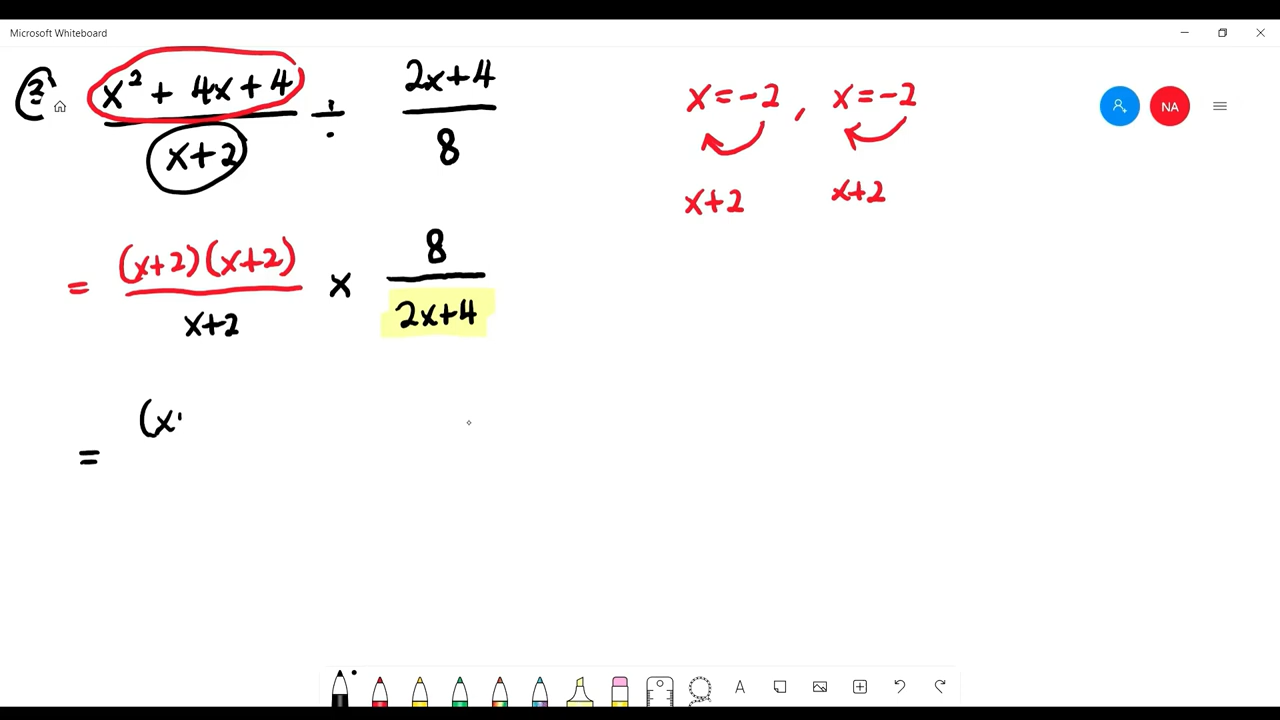 Microsoft Whiteboard
3 x² + 4x + 4 / x+2 ÷ 2x+4 / 8
x = -2 , x = -2
x+2 x+2
NA
= (x+2)(x+2) / x+2 × 8 / 2x+4
= (x
A